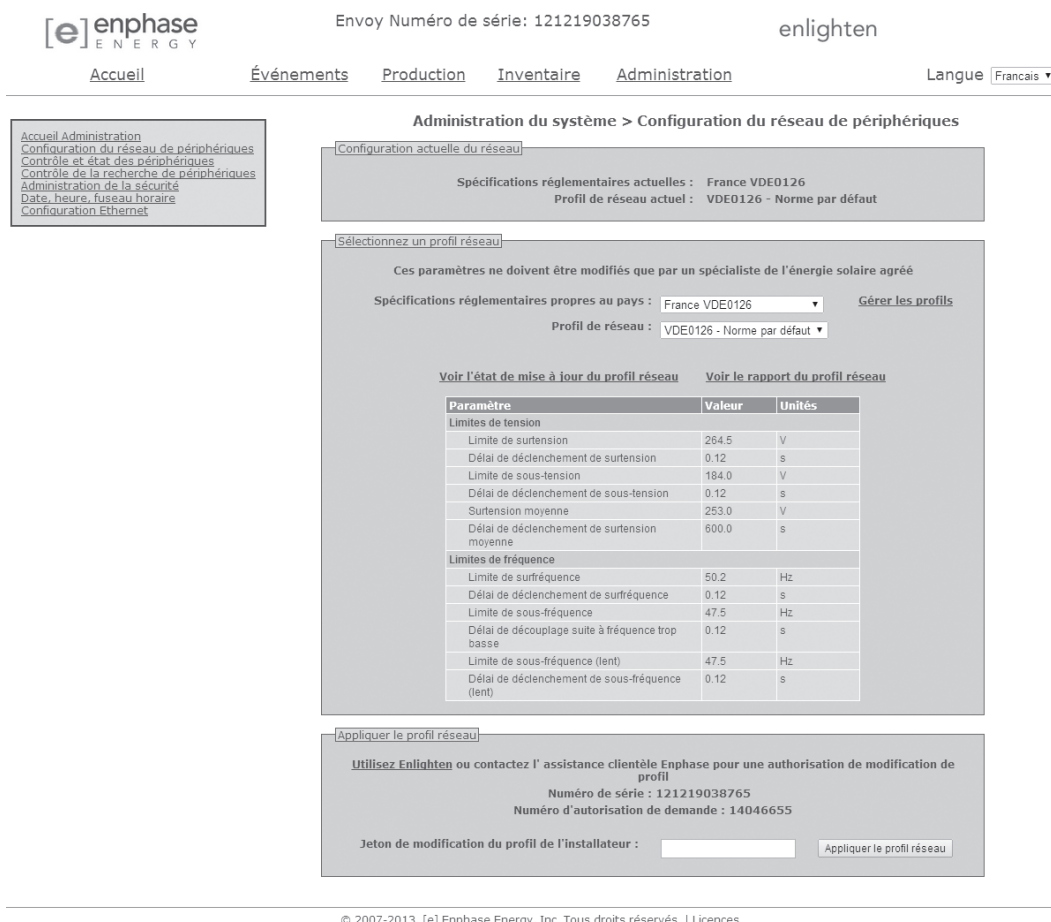 [e] enphase
ENERGY
Envoy Numéro de série: 121219038765
enlighten
Accueil Événements Production Inventaire Administration Langue Francais
Accueil Administration
Configuration du réseau de périphériques
Contrôle et état des périphériques
Contrôle de la recherche de périphériques
Administration de la sécurité
Date, heure, fuseau horaire
Configuration Ethernet
Administration du système > Configuration du réseau de périphériques
Configuration actuelle du réseau
Spécifications réglementaires actuelles : France VDE0126
Profil de réseau actuel : VDE0126 - Norme par défaut
Sélectionnez un profil réseau
Ces paramètres ne doivent être modifiés que par un spécialiste de l'énergie solaire agréé
Spécifications réglementaires propres au pays : France VDE0126 Gérer les profils
Profil de réseau : VDE0126 - Norme par défaut
Voir l'état de mise à jour du profil réseau Voir le rapport du profil réseau
Paramètre Valeur Unités
Limites de tension
Limite de surtension 264.5 V
Délai de déclenchement de surtension 0.12 s
Limite de sous-tension 184.0 V
Délai de déclenchement de sous-tension 0.12 s
Surtension moyenne 253.0 V
Délai de déclenchement de surtension 600.0 s
moyenne
Limites de fréquence
Limite de surfréquence 50.2 Hz
Délai de déclenchement de surfréquence 0.12 s
Limite de sous-fréquence 47.5 Hz
Délai de découplage suite à fréquence trop 0.12 s
basse
Limite de sous-fréquence (lent) 47.5 Hz
Délai de déclenchement de sous-fréquence 0.12 s
(lent)
Appliquer le profil réseau
Utilisez Enlighten ou contactez l' assistance clientèle Enphase pour une authorisation de modification de
profil
Numéro de série : 121219038765
Numéro d'autorisation de demande : 14046655
Jeton de modification du profil de l'installateur : Appliquer le profil réseau
© 2007-2013, [e] Enphase Energy, Inc. Tous droits réservés. | Licences